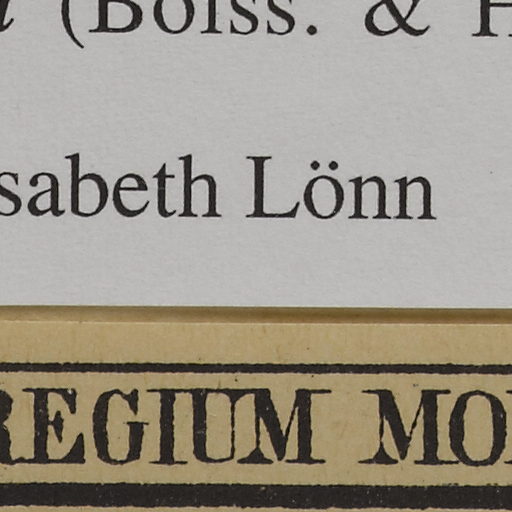 (Boiss. &
sabeth Lönn
REGIUM MO